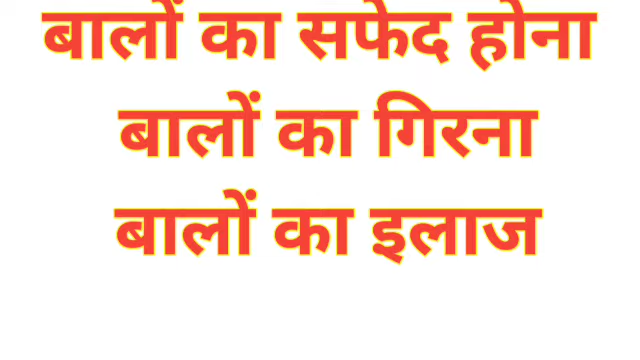 बालों का सफेद होना
बालों का गिरना
बालों का इलाज